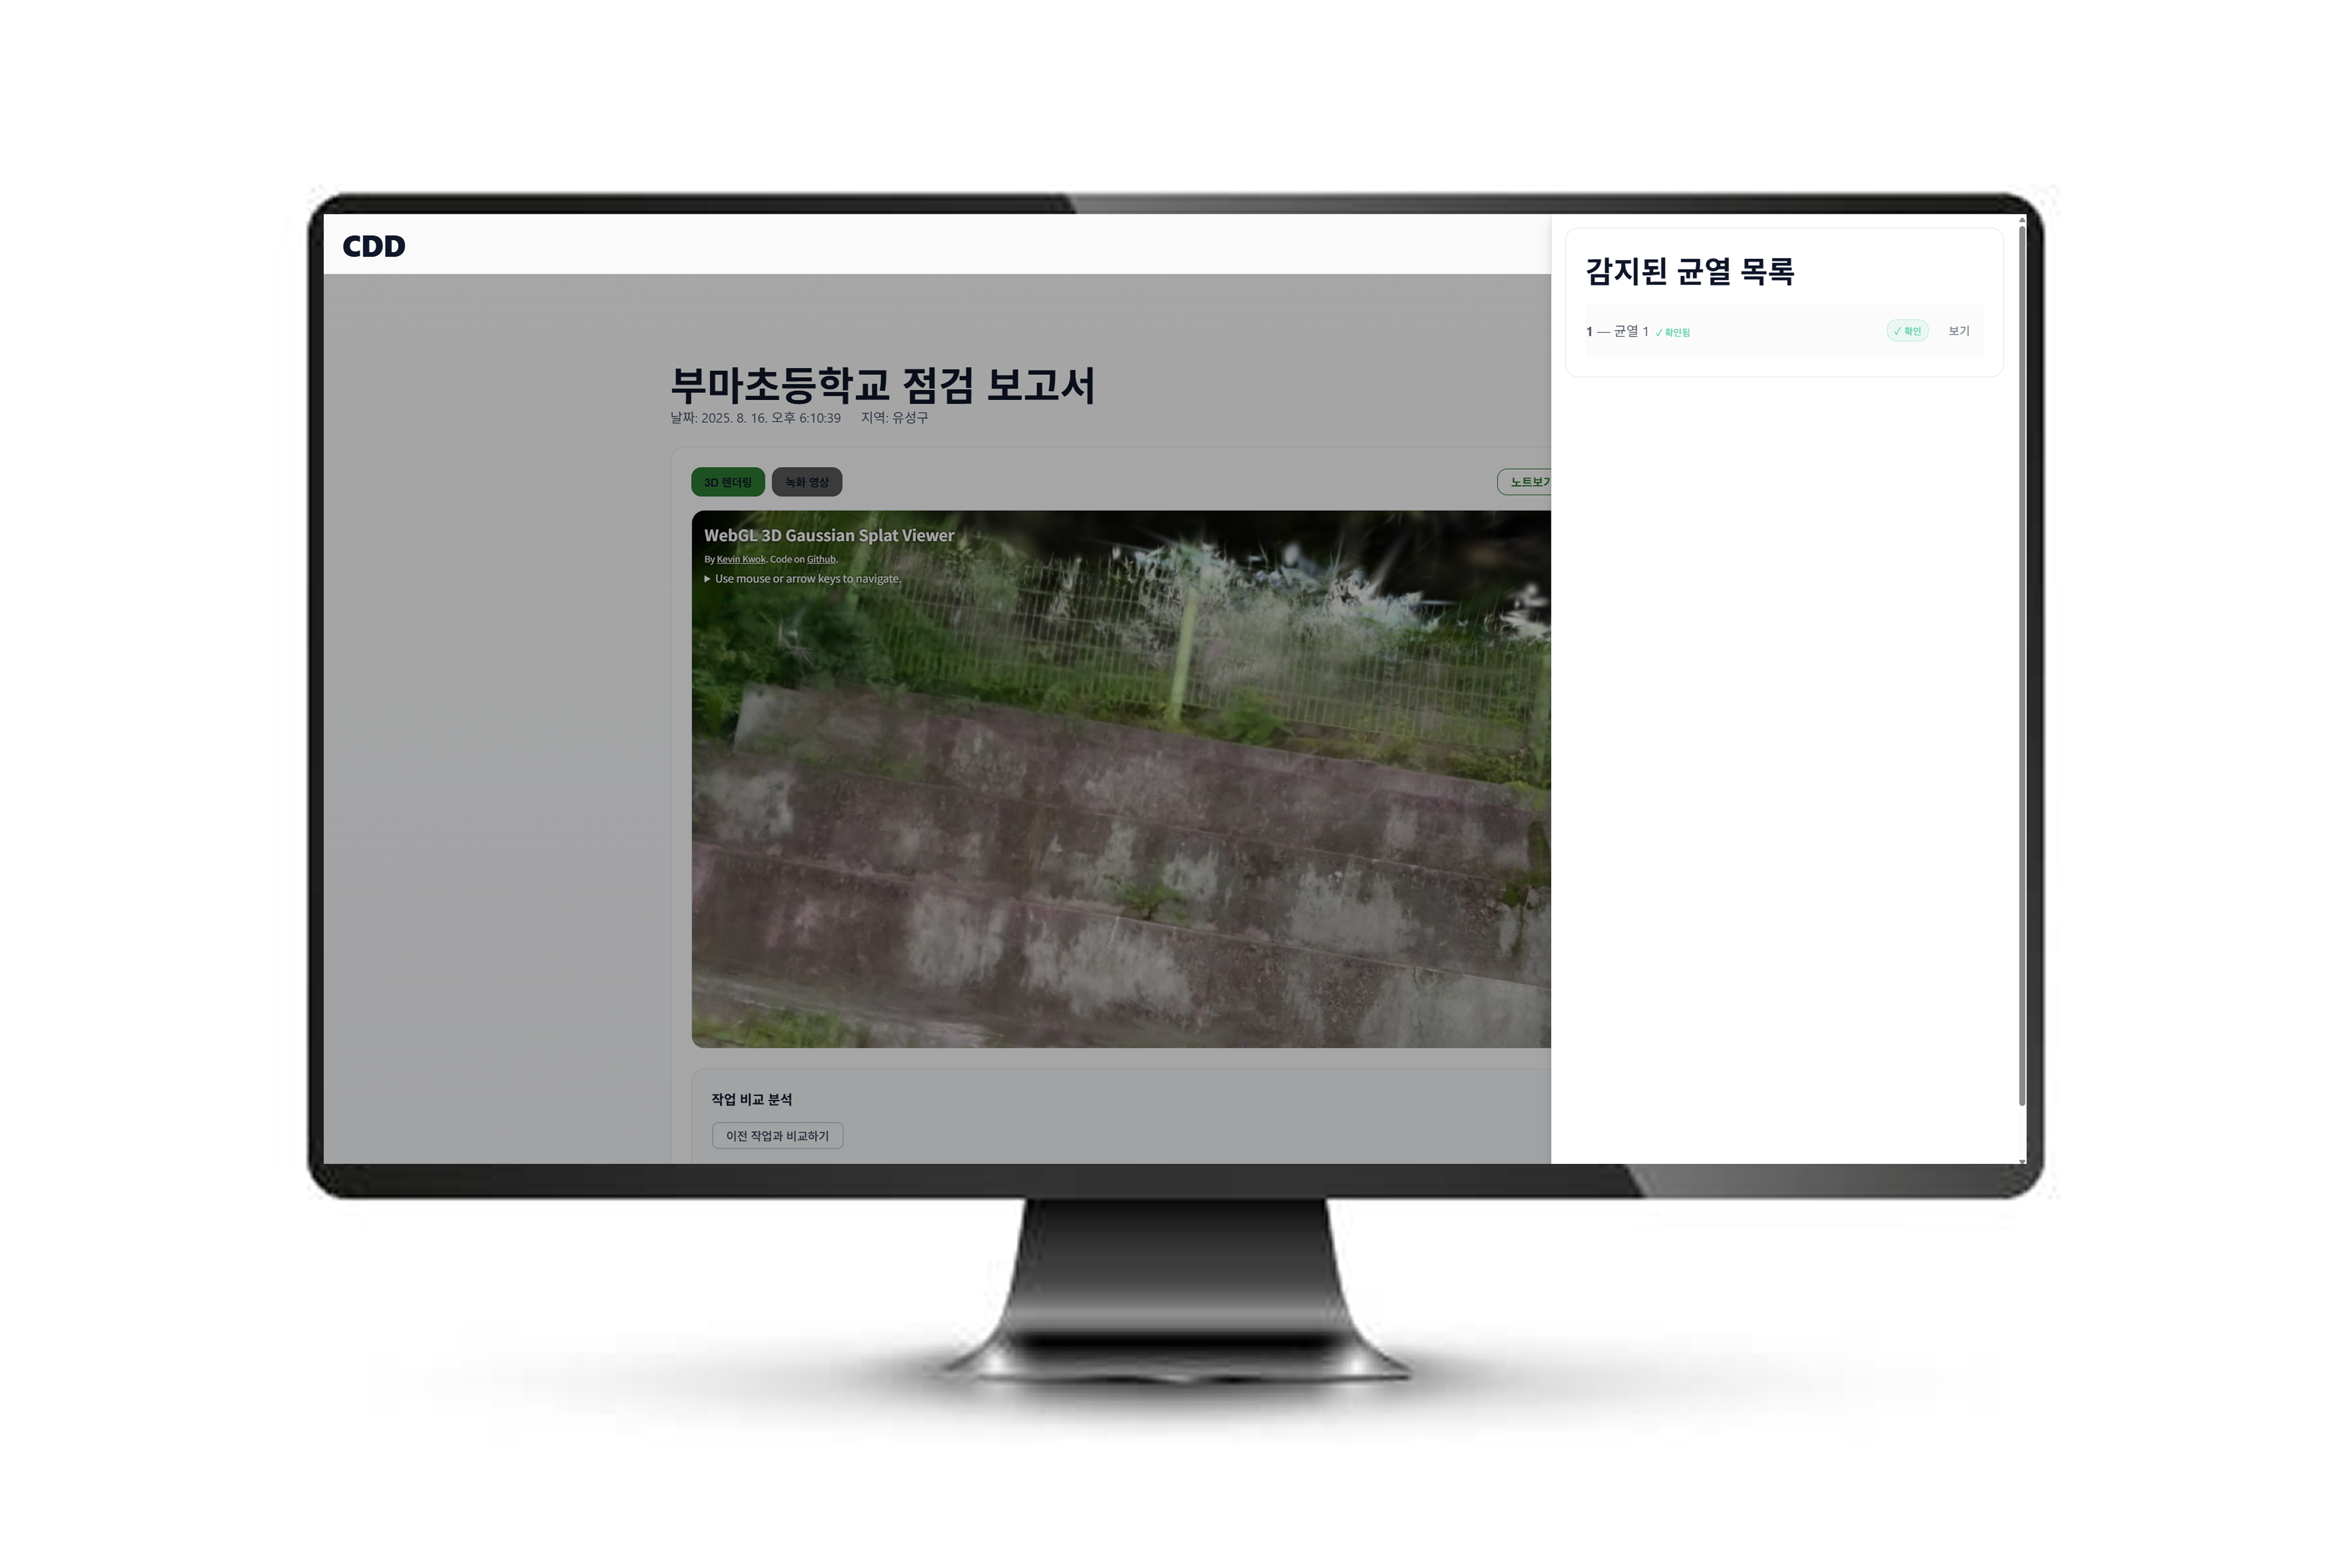 CDD
부마초등학교 점검 보고서
날짜: 2025. 8. 16. 오후 6:10:39 지역: 유성구
3D 렌더링 녹화 영상 노트보기
WebGL 3D Gaussian Splat Viewer
By Kevin Kwok. Code on Github.
▶ Use mouse or arrow keys to navigate.
작업 비교 분석
이전 작업과 비교하기
감지된 균열 목록
1 — 균열 1 ✓ 확인됨 ✓ 확인 보기